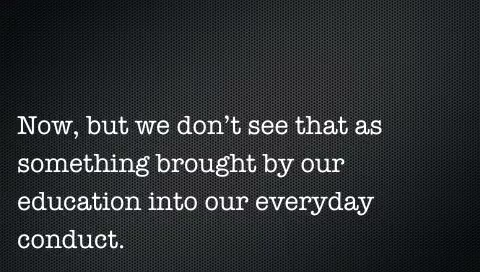 Now, but we don’t see that as
something brought by our
education into our everyday
conduct.